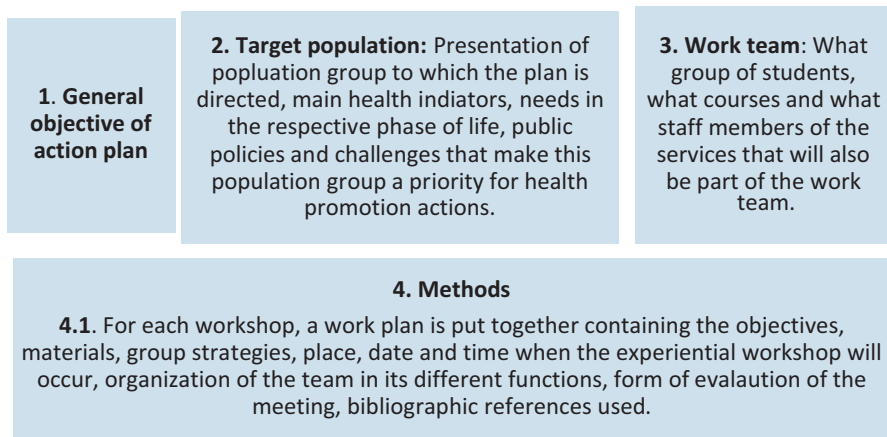 1. General
objective of
action plan
2. Target population: Presentation of
popluation group to which the plan is
directed, main health indiators, needs in
the respective phase of life, public
policies and challenges that make this
population group a priority for health
promotion actions.
3. Work team: What
group of students,
what courses and what
staff members of the
services that will also
be part of the work
team.
4. Methods
4.1. For each workshop, a work plan is put together containing the objectives,
materials, group strategies, place, date and time when the experiential workshop will
occur, organization of the team in its different functions, form of evalaution of the
meeting, bibliographic references used.